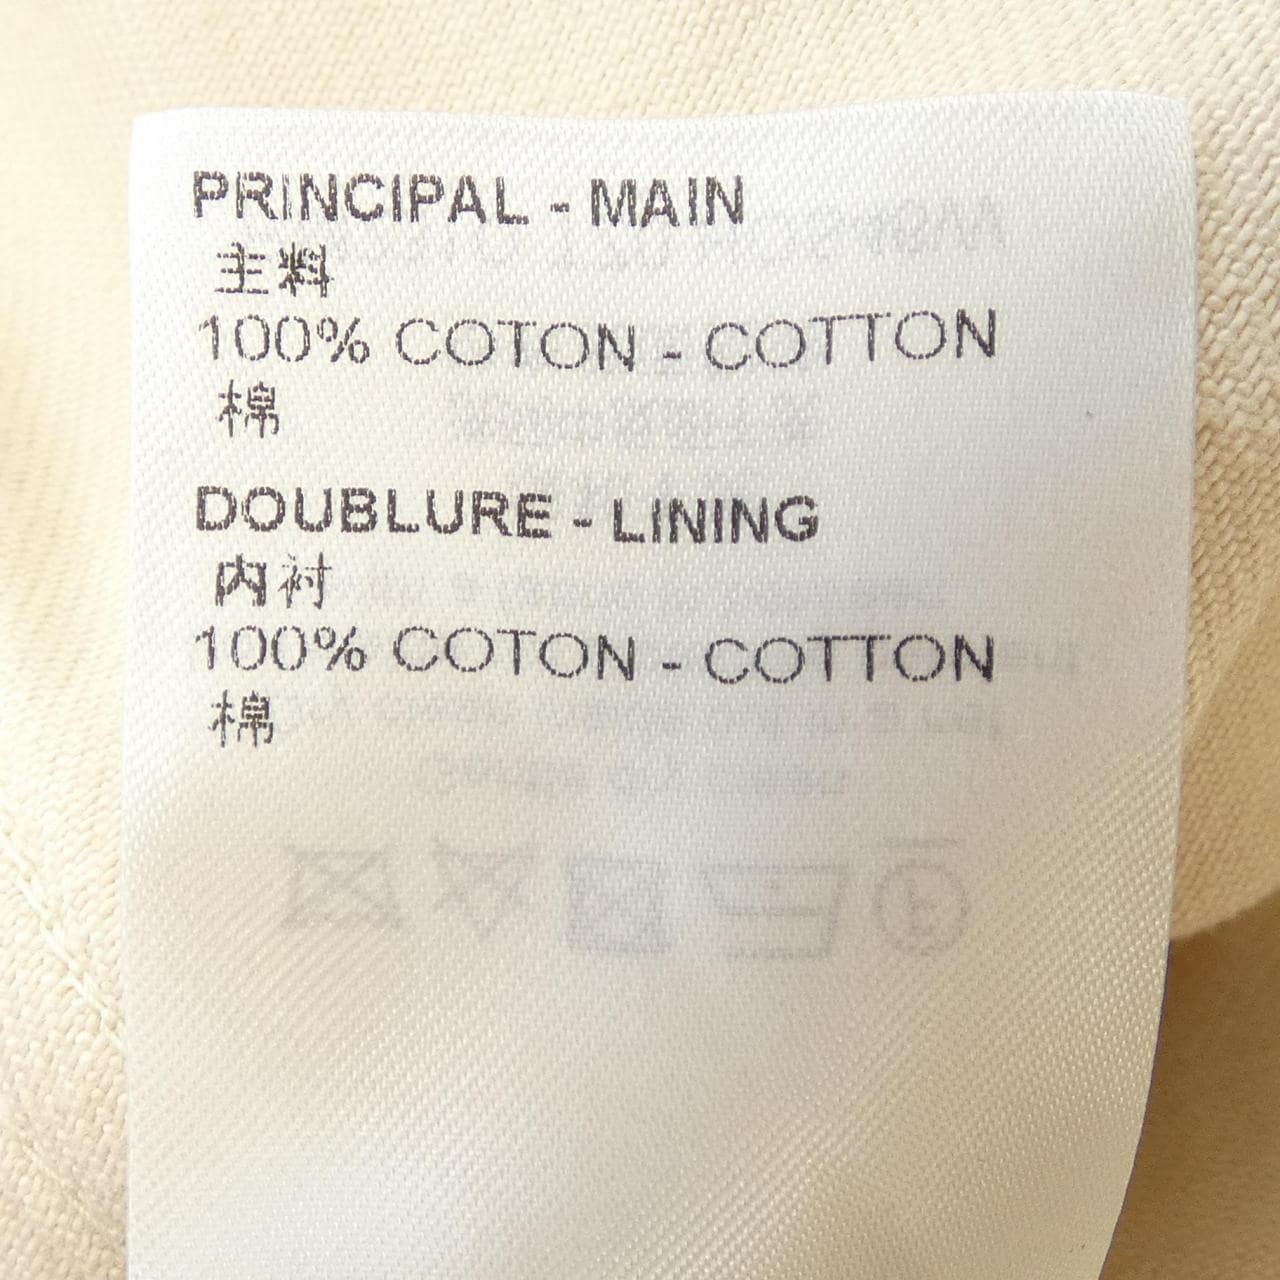 PRINCIPAL - MAIN
主料
100% COTON - COTTON
棉
DOUBLURE - LINING
内衬
100% COTON - COTTON
棉